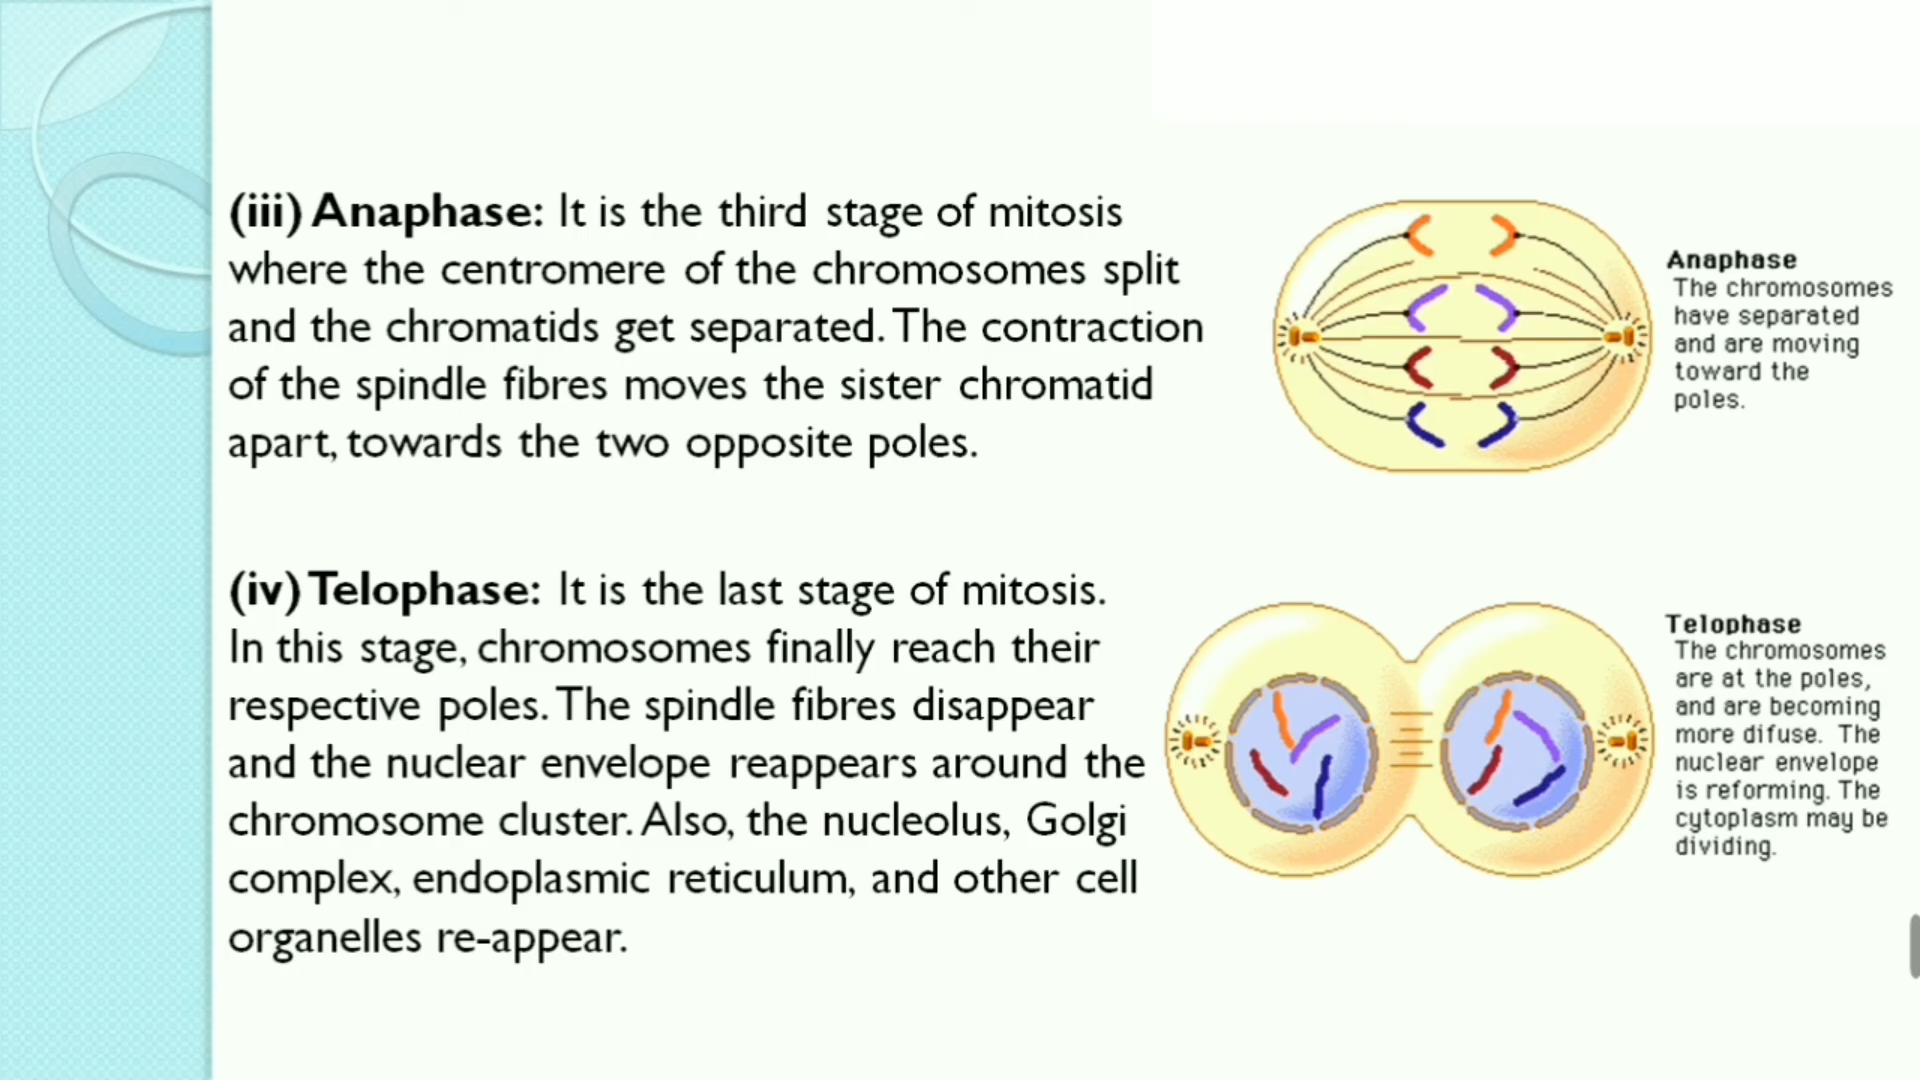 (iii) Anaphase: It is the third stage of mitosis
where the centromere of the chromosomes split
and the chromatids get separated. The contraction
of the spindle fibres moves the sister chromatid
apart, towards the two opposite poles.
Anaphase
The chromosomes
have separated
and are moving
toward the
poles.
(iv) Telophase: It is the last stage of mitosis.
In this stage, chromosomes finally reach their
respective poles. The spindle fibres disappear
and the nuclear envelope reappears around the
chromosome cluster. Also, the nucleolus, Golgi
complex, endoplasmic reticulum, and other cell
organelles re-appear.
Telophase
The chromosomes
are at the poles,
and are becoming
more difuse. The
nuclear envelope
is reforming. The
cytoplasm may be
dividing.